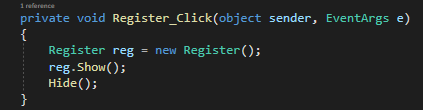 1 reference
private void Register_Click(object sender, EventArgs e)
{
    Register reg = new Register();
    reg.Show();
    Hide();
}